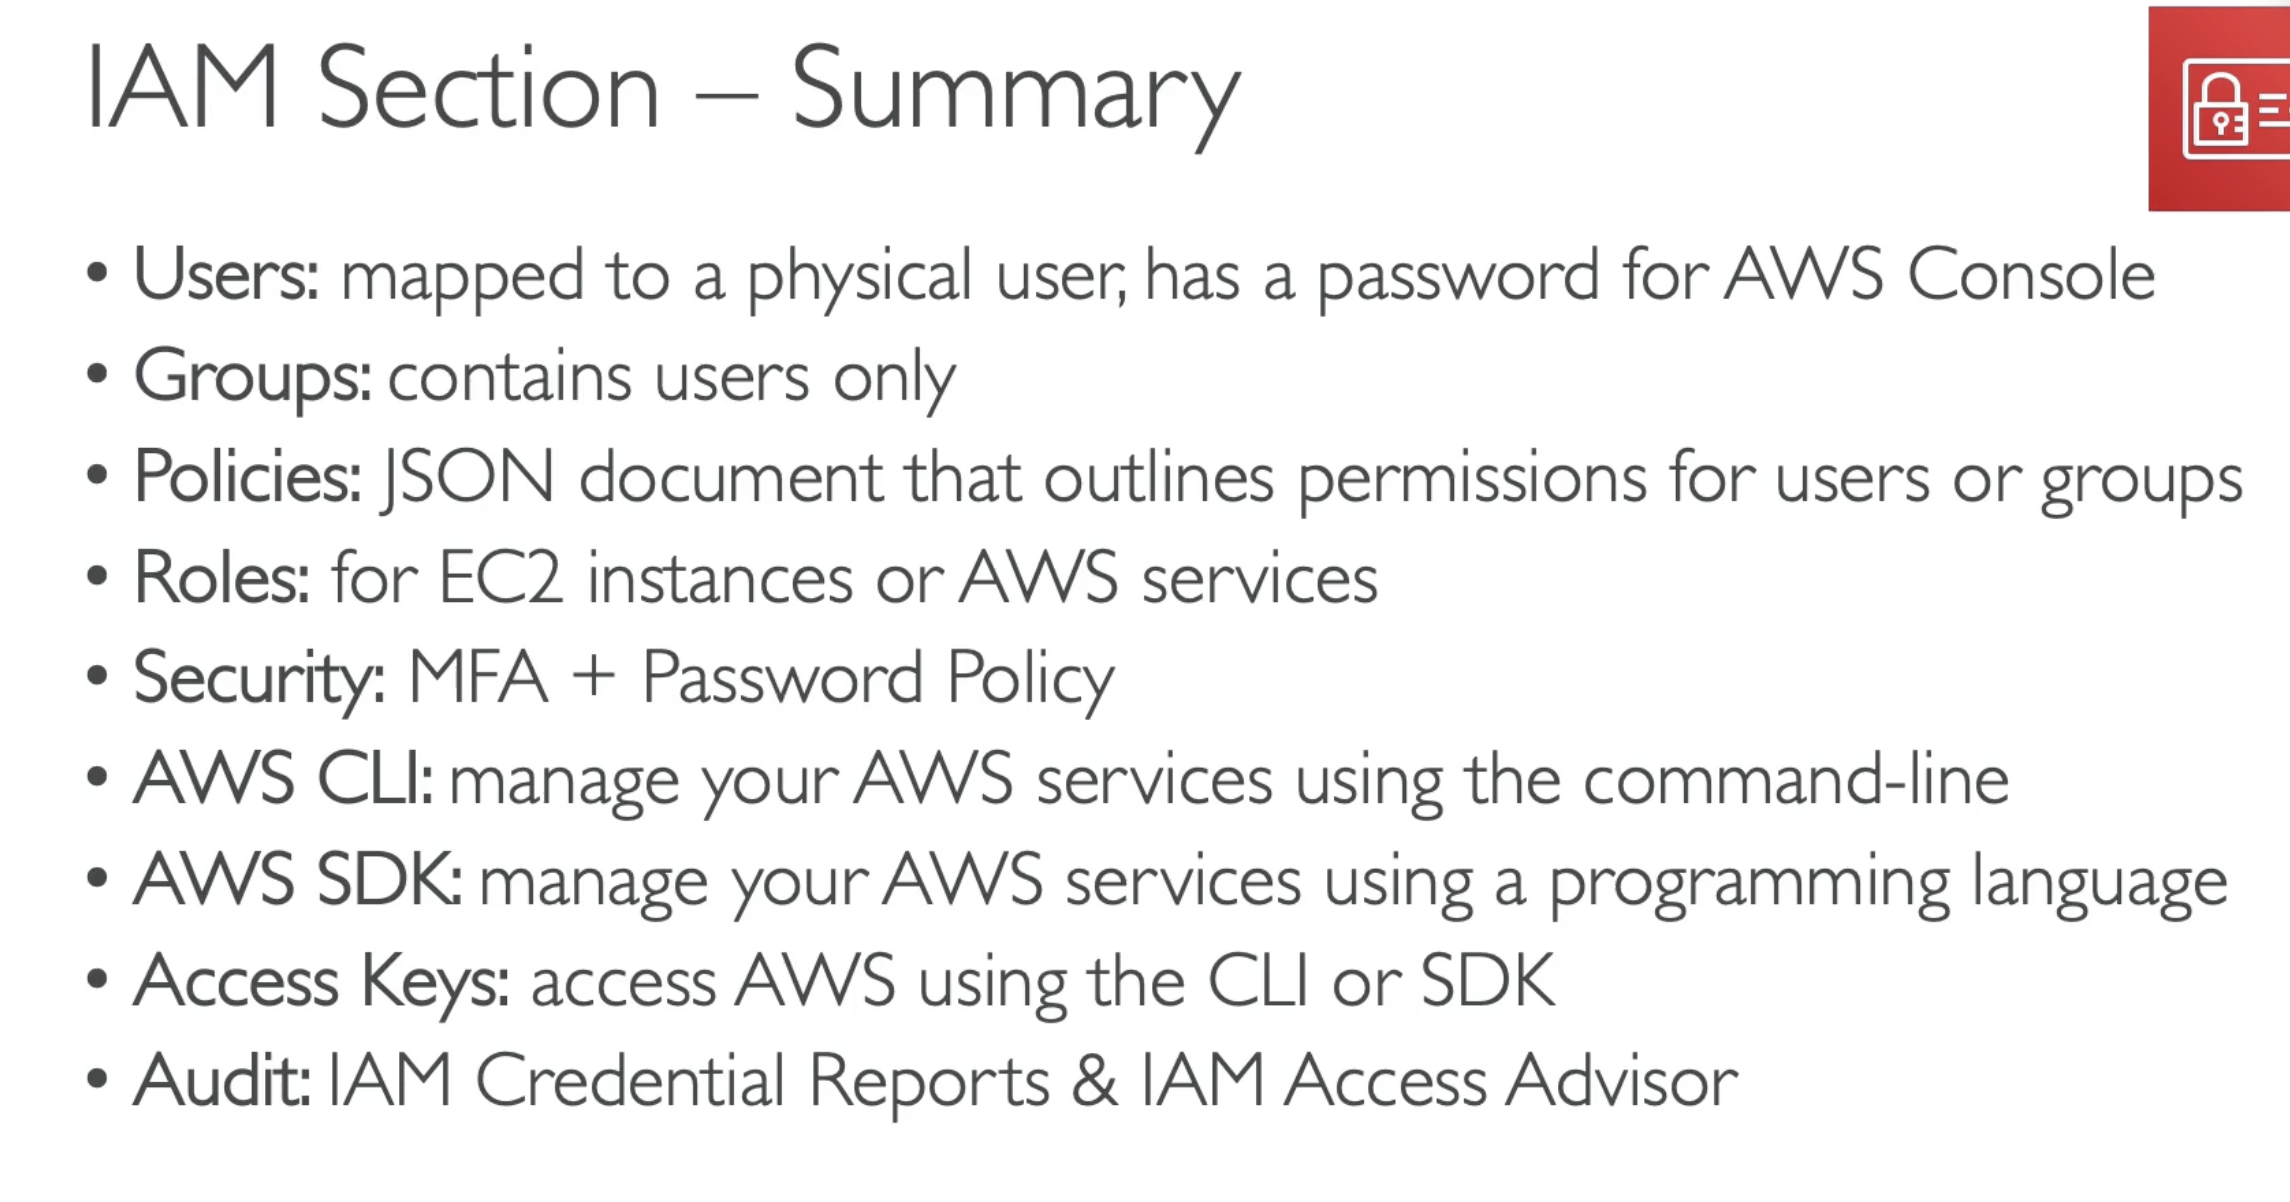 IAM Section – Summary
• Users: mapped to a physical user, has a password for AWS Console
• Groups: contains users only
• Policies: JSON document that outlines permissions for users or groups
• Roles: for EC2 instances or AWS services
• Security: MFA + Password Policy
• AWS CLI: manage your AWS services using the command-line
• AWS SDK: manage your AWS services using a programming language
• Access Keys: access AWS using the CLI or SDK
• Audit: IAM Credential Reports & IAM Access Advisor